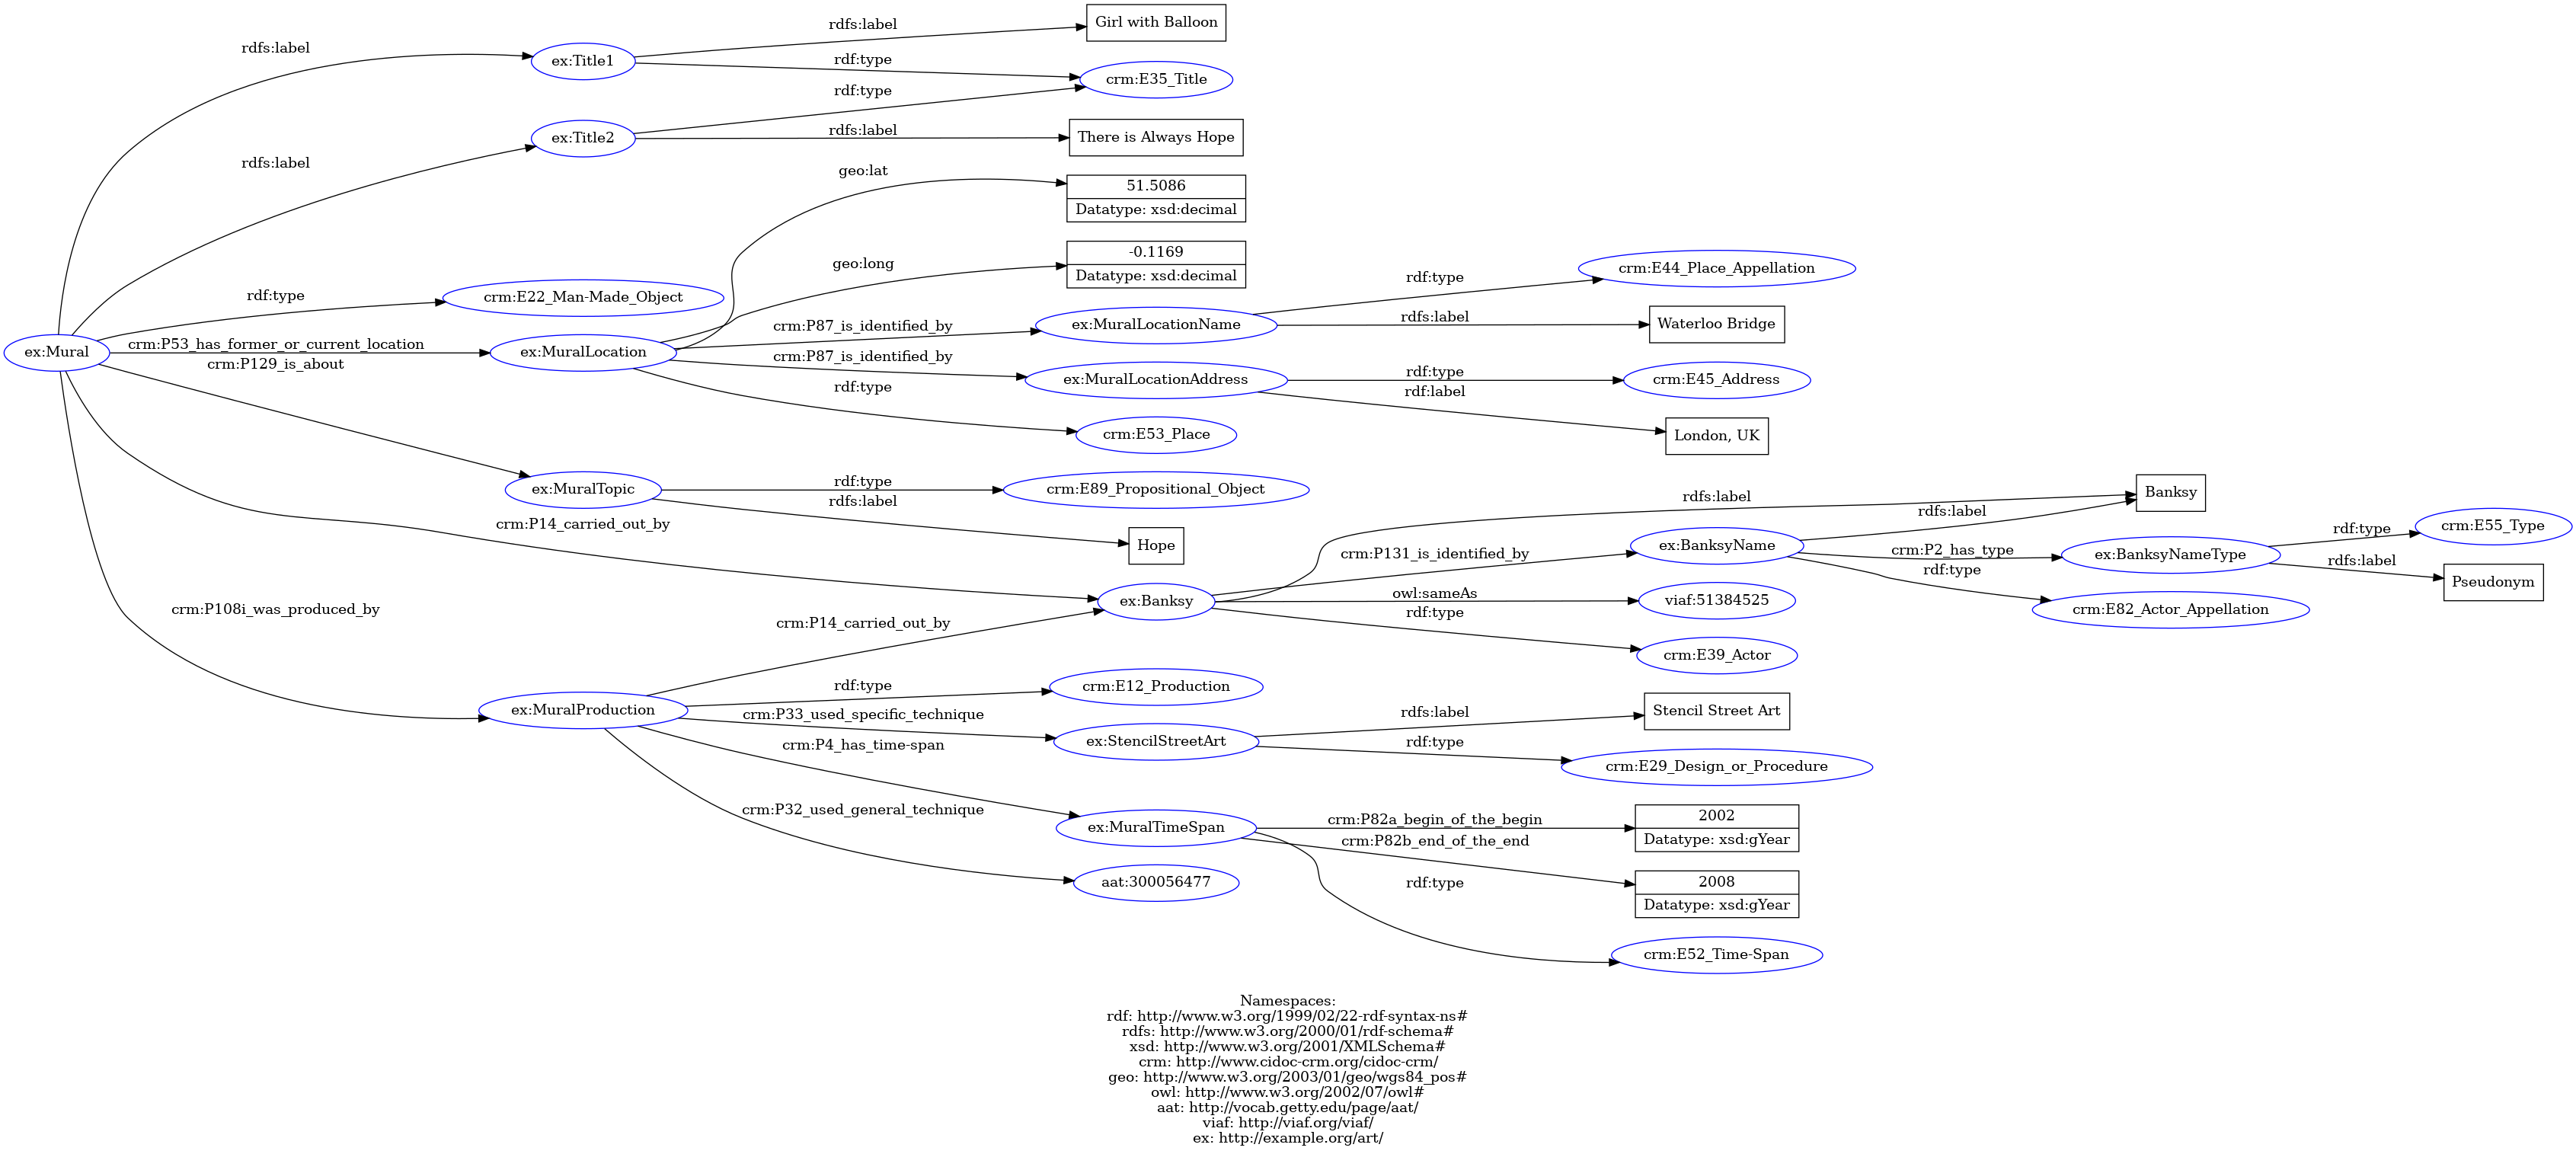 rdfs:label
Girl with Balloon
rdfs:label
ex:Title1
rdf:type
crm:E35_Title
rdf:type
rdfs:label
ex:Title2
rdfs:label
There is Always Hope
geo:lat
51.5086
Datatype: xsd:decimal
geo:long
-0.1169
Datatype: xsd:decimal
rdf:type
crm:E22_Man-Made_Object
rdf:type
crm:E44_Place_Appellation
crm:P87_is_identified_by
ex:MuralLocationName
rdfs:label
Waterloo Bridge
ex:Mural
crm:P53_has_former_or_current_location
ex:MuralLocation
crm:P129_is_about
crm:P87_is_identified_by
ex:MuralLocationAddress
rdf:type
crm:E45_Address
rdf:label
rdf:type
London, UK
crm:E53_Place
ex:MuralTopic
rdf:type
crm:E89_Propositional_Object
rdfs:label
Hope
rdfs:label
Banksy
crm:P14_carried_out_by
rdfs:label
crm:P131_is_identified_by
ex:BanksyName
crm:P2_has_type
ex:BanksyNameType
rdf:type
crm:E55_Type
rdfs:label
Pseudonym
rdf:type
crm:E82_Actor_Appellation
ex:Banksy
owl:sameAs
viaf:51384525
rdf:type
crm:E39_Actor
crm:P108i_was_produced_by
crm:P14_carried_out_by
ex:MuralProduction
rdf:type
crm:E12_Production
crm:P33_used_specific_technique
ex:StencilStreetArt
rdfs:label
Stencil Street Art
rdf:type
crm:E29_Design_or_Procedure
crm:P4_has_time-span
ex:MuralTimeSpan
crm:P82a_begin_of_the_begin
2002
Datatype: xsd:gYear
crm:P82b_end_of_the_end
2008
Datatype: xsd:gYear
rdf:type
crm:E52_Time-Span
crm:P32_used_general_technique
aat:300056477
Namespaces:
rdf: http://www.w3.org/1999/02/22-rdf-syntax-ns#
rdfs: http://www.w3.org/2000/01/rdf-schema#
xsd: http://www.w3.org/2001/XMLSchema#
crm: http://www.cidoc-crm.org/cidoc-crm/
geo: http://www.w3.org/2003/01/geo/wgs84_pos#
owl: http://www.w3.org/2002/07/owl#
aat: http://vocab.getty.edu/page/aat/
viaf: http://viaf.org/viaf/
ex: http://example.org/art/